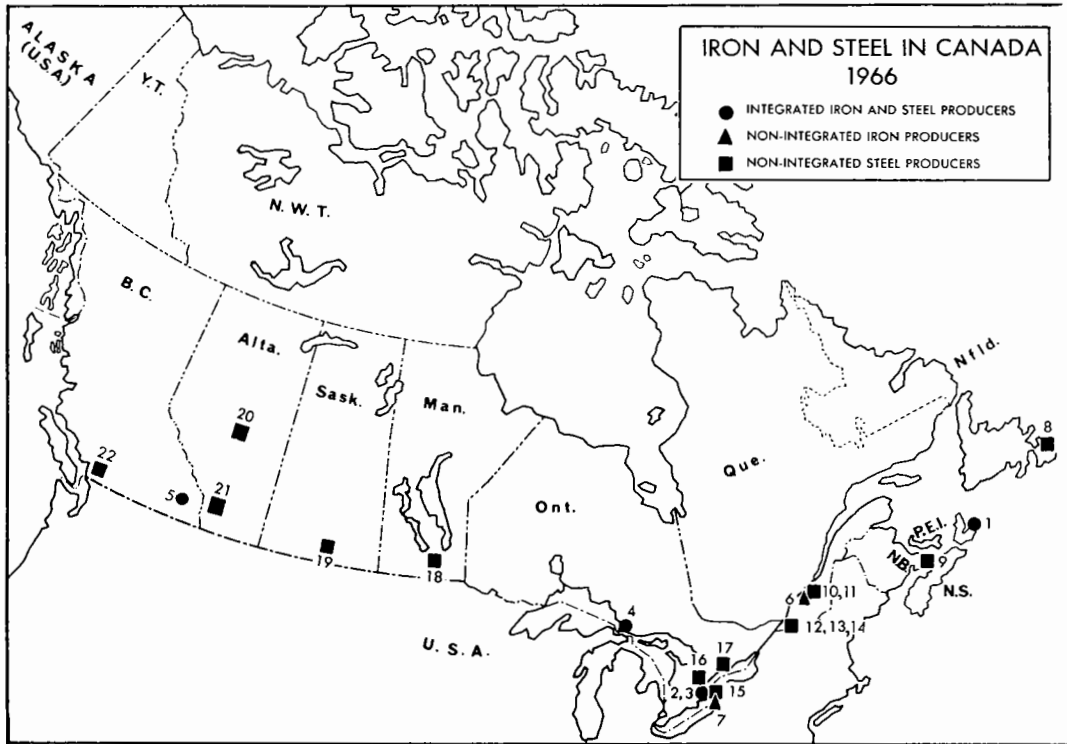 ALASKA
(U.S.A)
Y.T.
IRON AND STEEL IN CANADA
1966
INTEGRATED IRON AND STEEL PRODUCERS
NON-INTEGRATED IRON PRODUCERS
NON-INTEGRATED STEEL PRODUCERS
N.W.T.
B.C.
Alta.
Sask.
Man.
Ont.
Que.
Nfld.
P.E.I.
N.B.
N.S.
U.S.A.
20
22
5
21
19
18
8
1
9
6
10,11
4
12,13,14
17
16
2,3
15
7